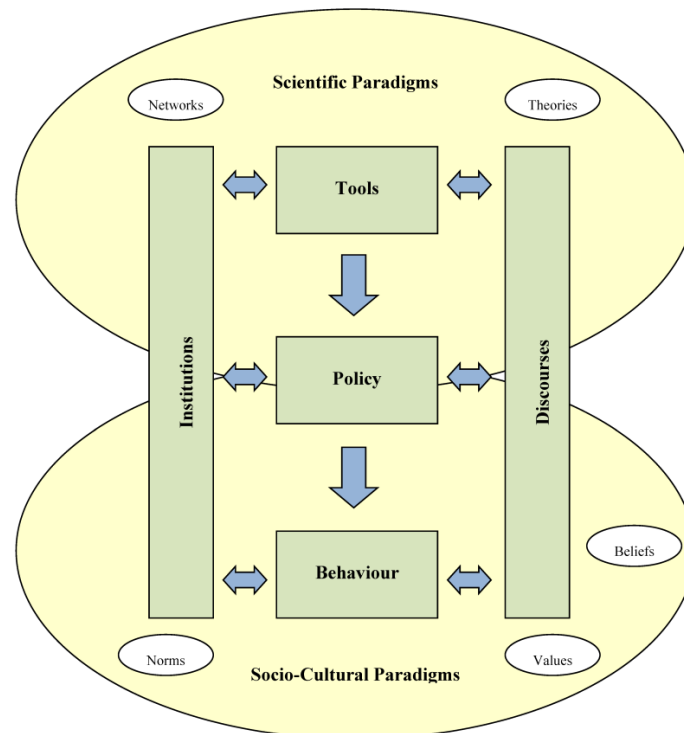 Scientific Paradigms
Networks
Theories
Tools
Institutions
Policy
Discourses
Beliefs
Behaviour
Norms
Values
Socio-Cultural Paradigms